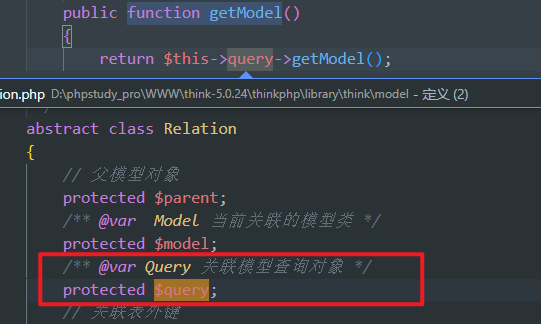 public function getModel()
{
return $this->query->getModel();
ion.php D:\phpstudy_pro\WWW\think-5.0.24\thinkphp\library\think\model - 定义 (2)
abstract class Relation
{
// 父模型对象
protected $parent;
/** @var  Model 当前关联的模型类 */
protected $model;
/** @var Query 关联模型查询对象 */
protected $query;
// 关联表外键